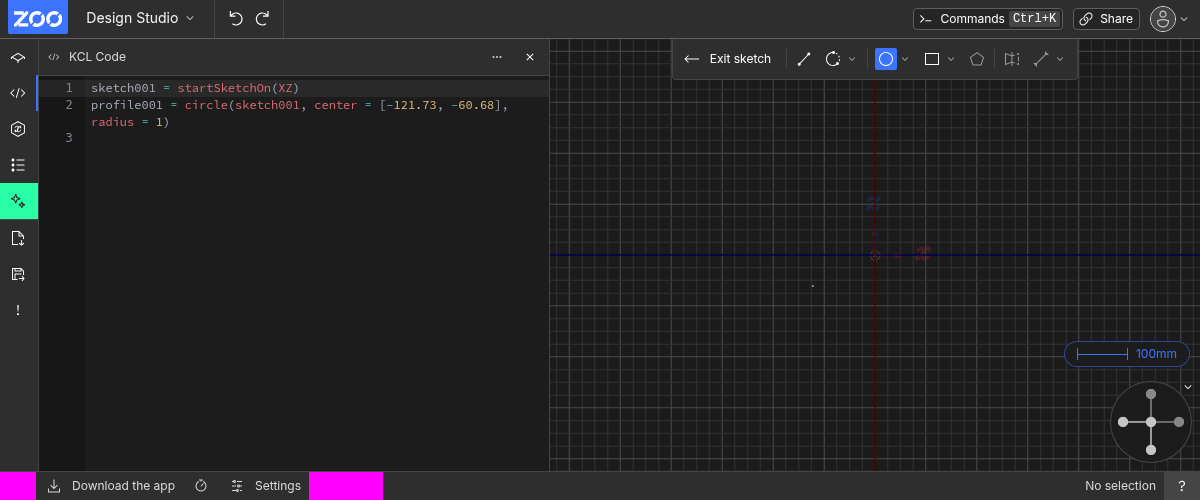 ZOO Design Studio Commands Ctrl+K Share
KCL Code
Exit sketch
1 sketch001 = startSketchOn(XZ)
2 profile001 = circle(sketch001, center = [-121.73, -60.68],
radius = 1)
3
100mm
Download the app Settings No selection ?